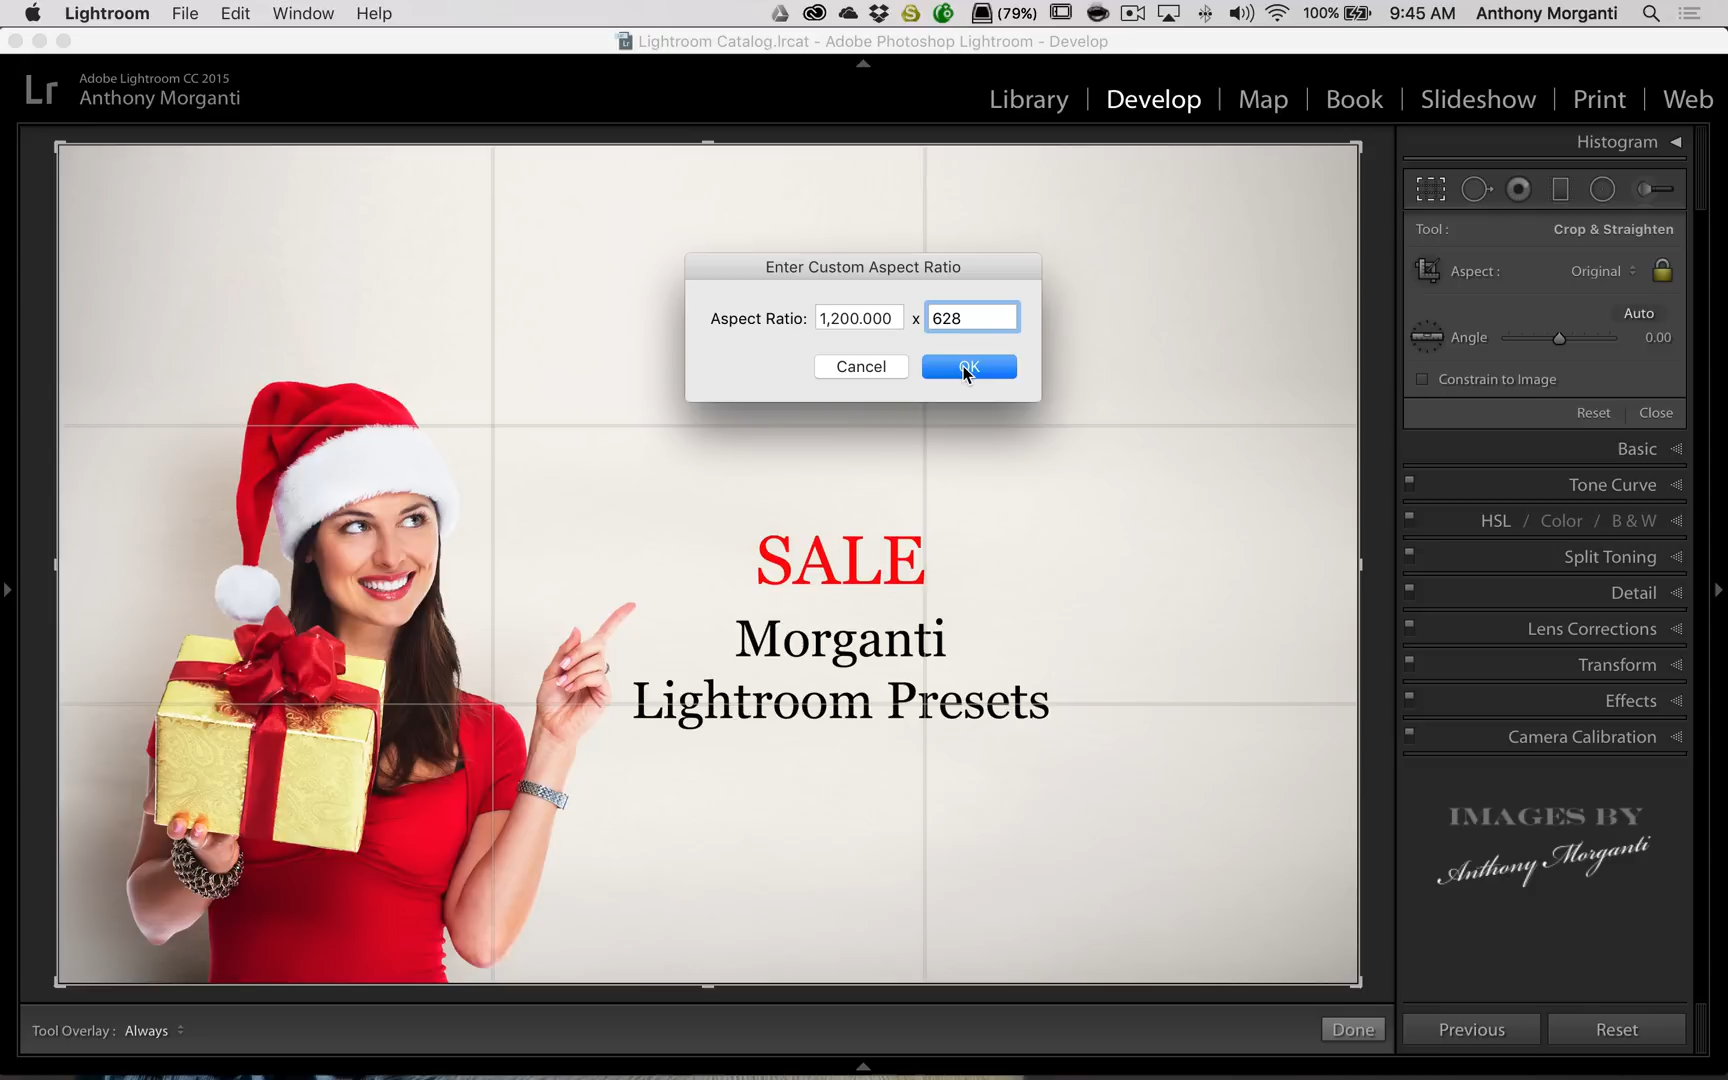 Lightroom File Edit Window Help (79%) 100% 9:45 AM Anthony Morganti
Lightroom Catalog.lrcat - Adobe Photoshop Lightroom - Develop
Lr
Adobe Lightroom CC 2015
Anthony Morganti
Library | Develop | Map | Book | Slideshow | Print | Web
Histogram
Tool : Crop & Straighten
Aspect : Original
Auto
Angle 0.00
Constrain to Image
Reset Close
Basic
Tone Curve
HSL / Color / B & W
Split Toning
Detail
Lens Corrections
Transform
Effects
Camera Calibration
IMAGES BY
Anthony Morganti
Enter Custom Aspect Ratio
Aspect Ratio: 1,200.000 x 628
Cancel OK
SALE
Morganti
Lightroom Presets
Tool Overlay : Always Done Previous Reset